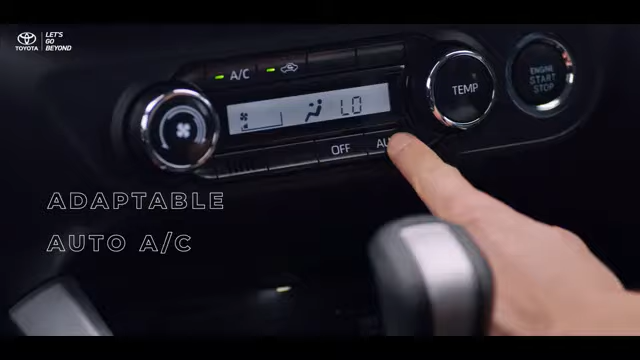 TOYOTA
LET'S
GO
BEYOND
A/C
LO
TEMP
ENGINE
START
STOP
OFF
ADAPTABLE
AUTO A/C